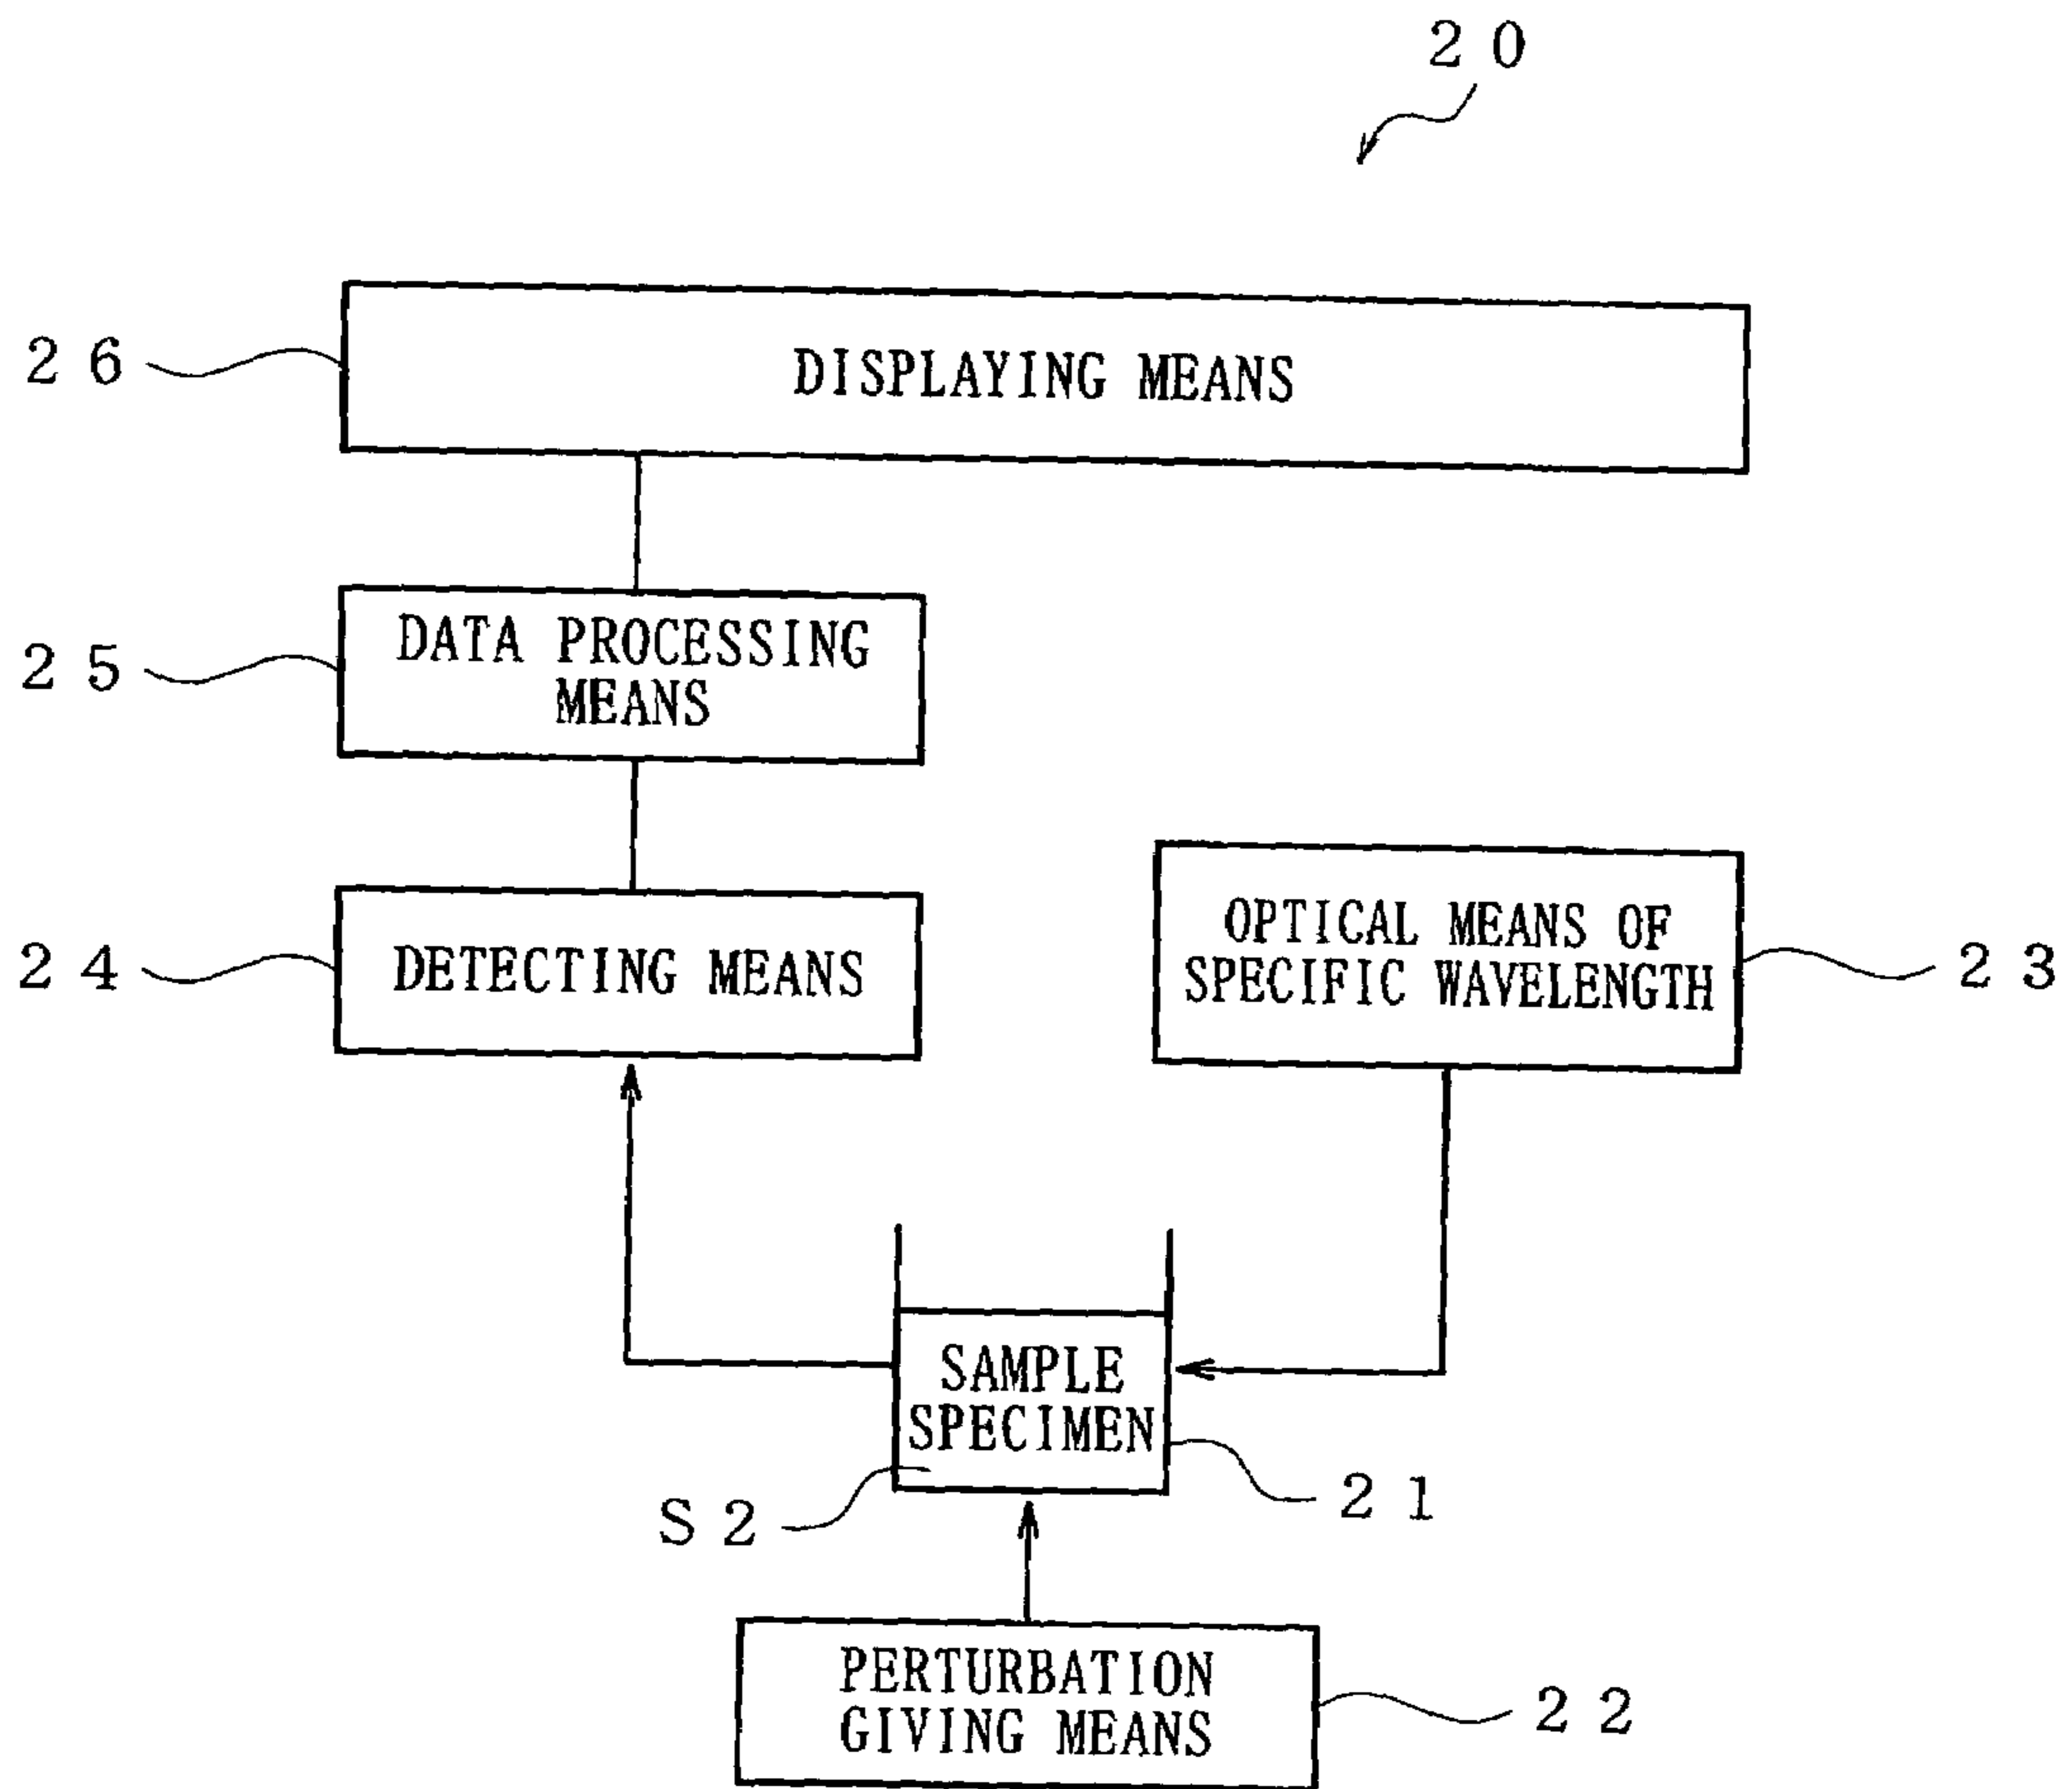 20
26
DISPLAYING MEANS
25
DATA PROCESSING
MEANS
24
DETECTING MEANS
OPTICAL MEANS OF
SPECIFIC WAVELENGTH
23
SAMPLE
SPECIMEN
S2
21
PERTURBATION
GIVING MEANS
22